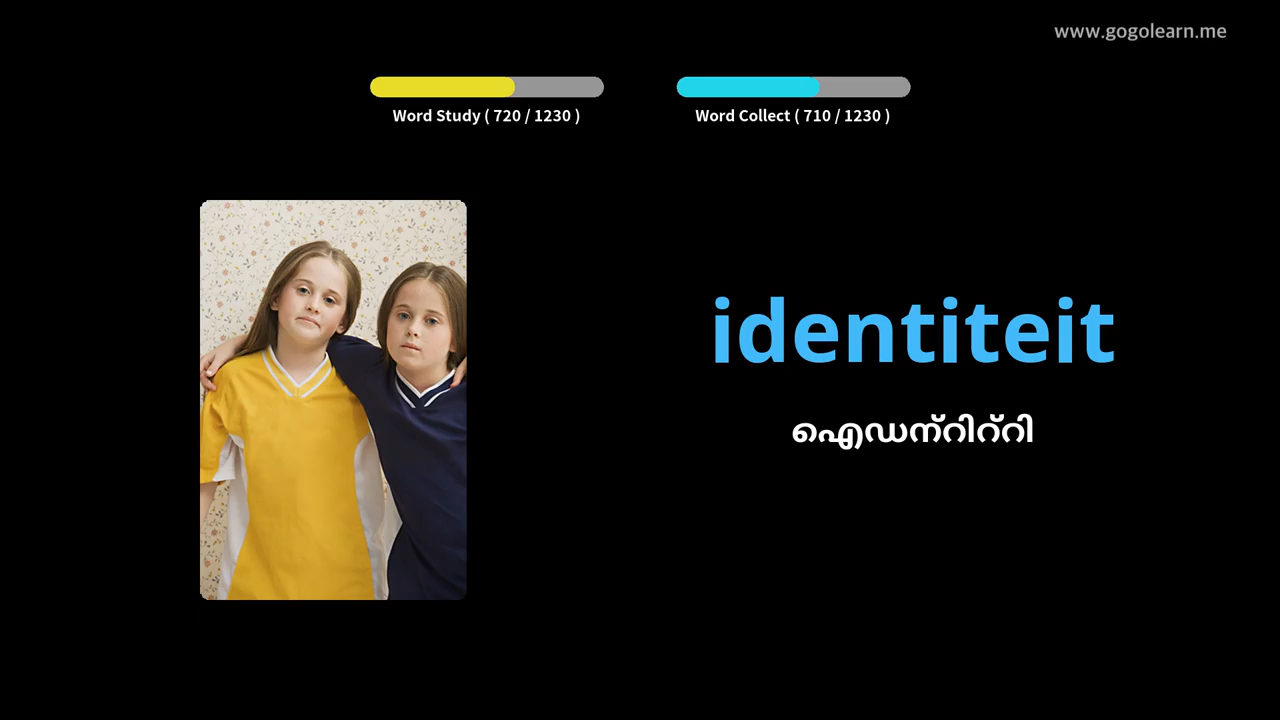 www.gogolearn.me
Word Study ( 720 / 1230 )
Word Collect ( 710 / 1230 )
identiteit
ഐഡന്റിറ്റി